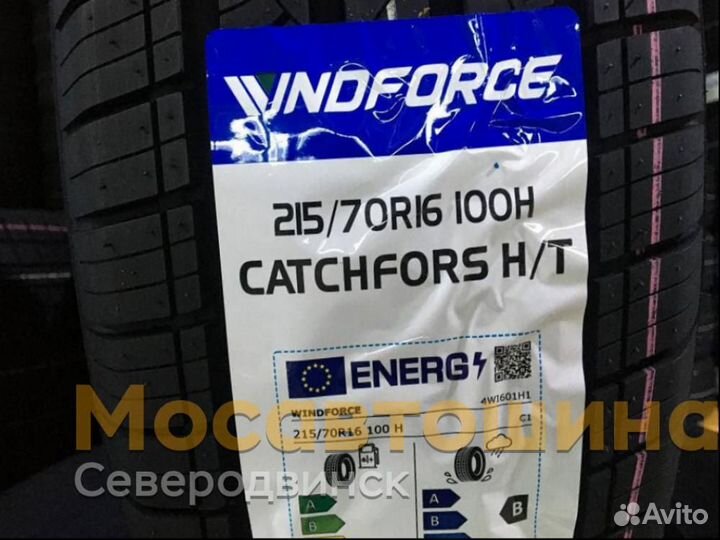 WINDFORCE
215/70R16 100H
CATCHFORS H/T
ENERG
4WI601H1
WINDFORCE
C1
215/70R16 100 H
Мосавтошина
Северодвинск
A
B
A
B
B
Avito